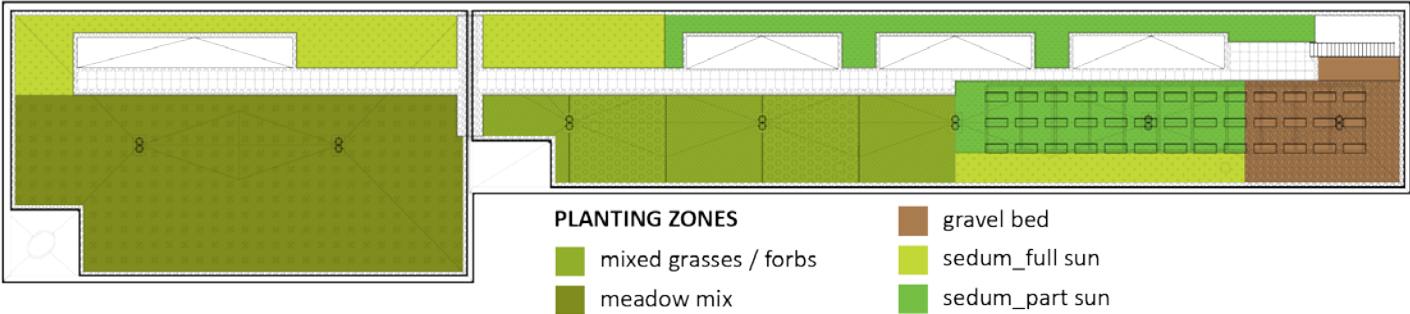 PLANTING ZONES
mixed grasses / forbs
meadow mix
gravel bed
sedum_full sun
sedum_part sun